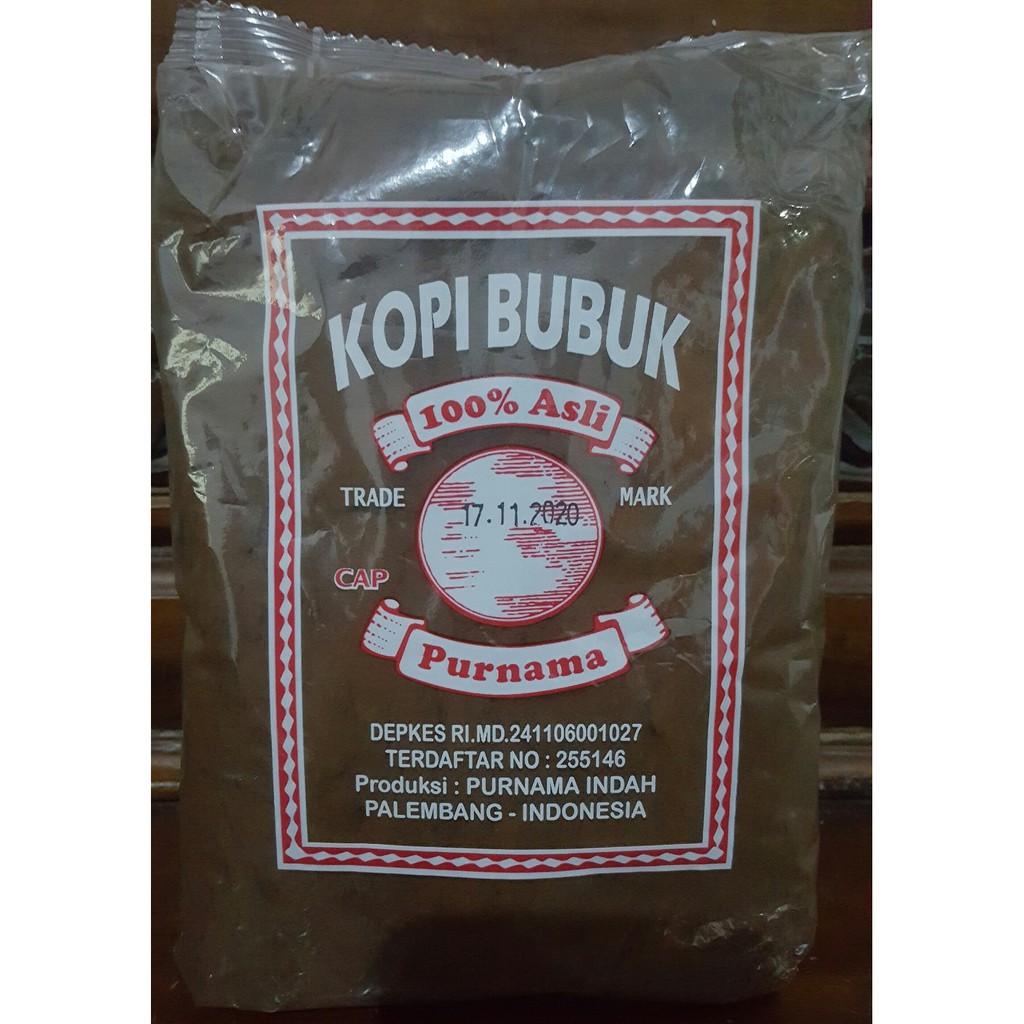 KOPI BUBUK
100% Asli
TRADE MARK
17.11.2020
CAP
Purnama
DEPKES RI.MD.241106001027
TERDAFTAR NO : 255146
Produksi : PURNAMA INDAH
PALEMBANG - INDONESIA